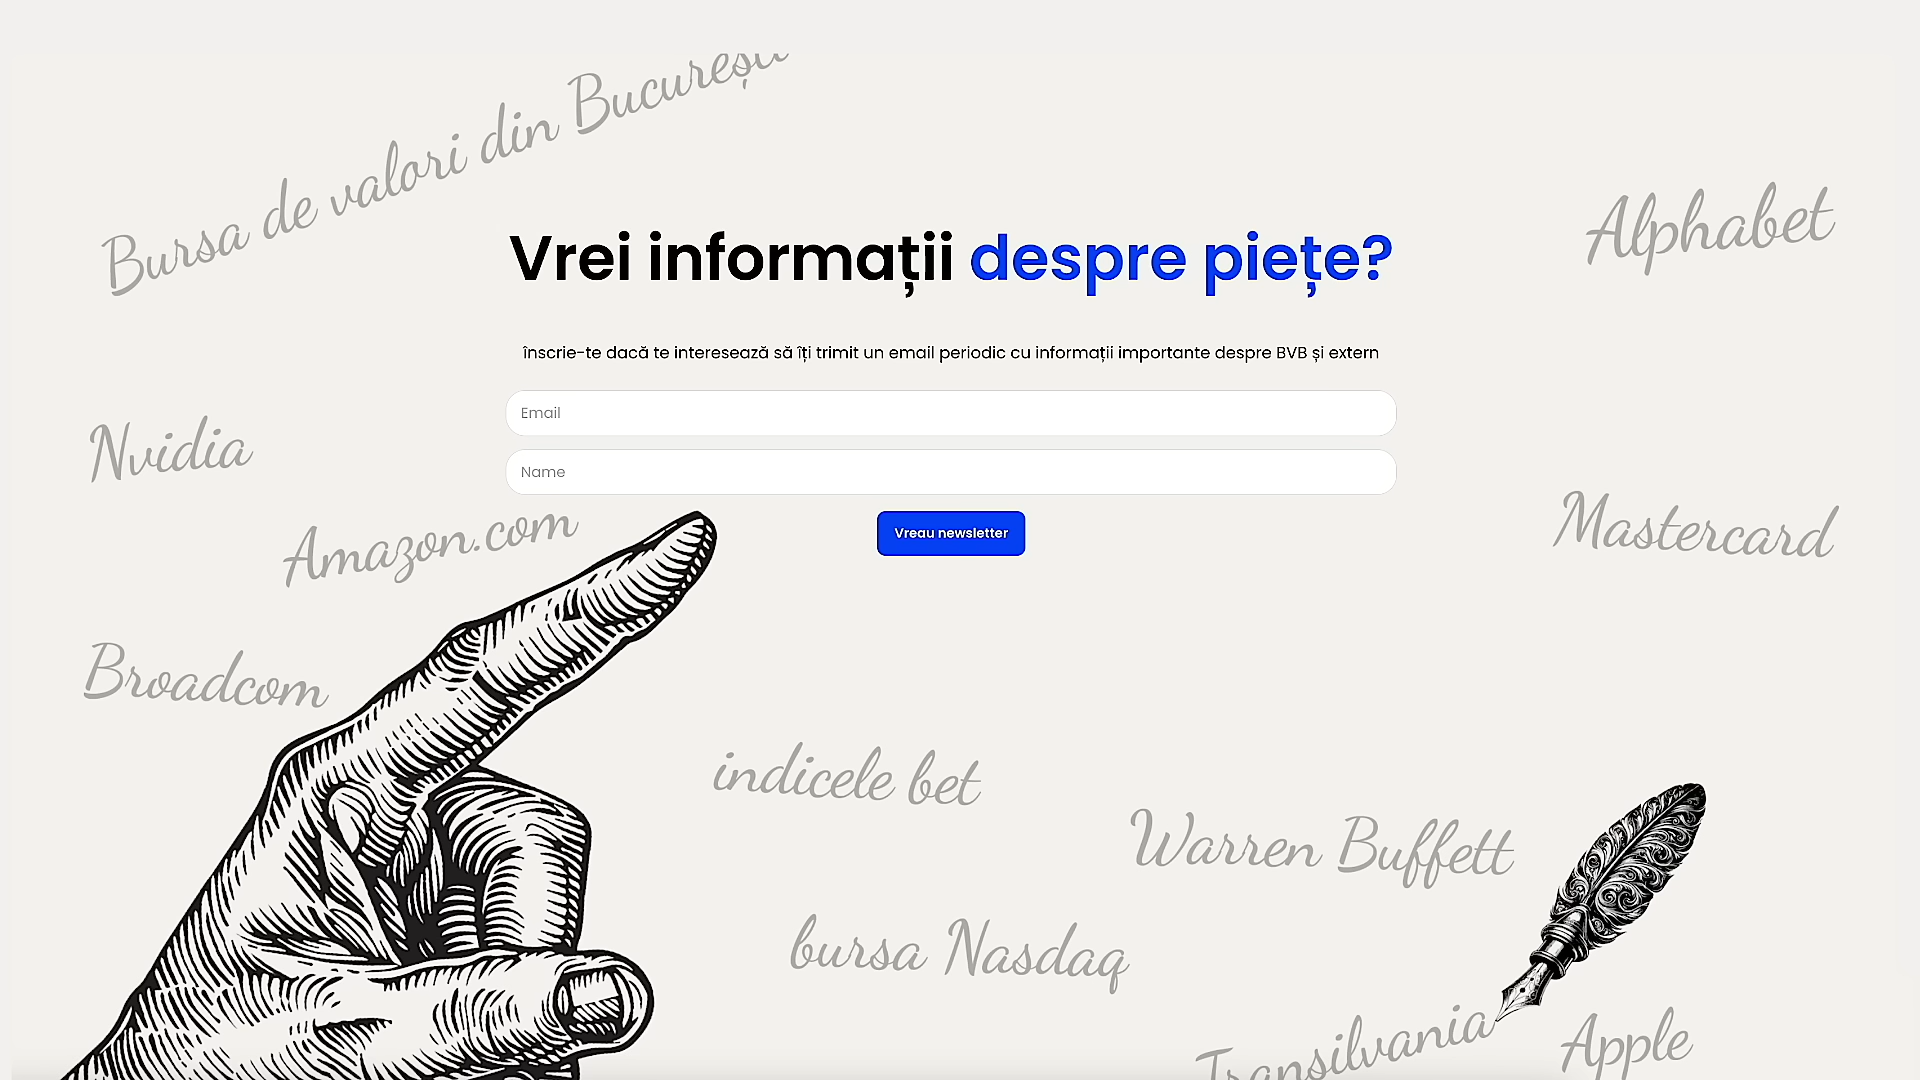 Bursa de valori din București
Alphabet
Vrei informații despre piețe?
înscrie-te dacă te interesează să îți trimit un email periodic cu informații importante despre BVB și extern
Email
Nvidia
Name
Amazon.com
Mastercard
Vreau newsletter
Broadcom
indicele bet
Warren Buffett
bursa Nasdaq
Transilvania
Apple